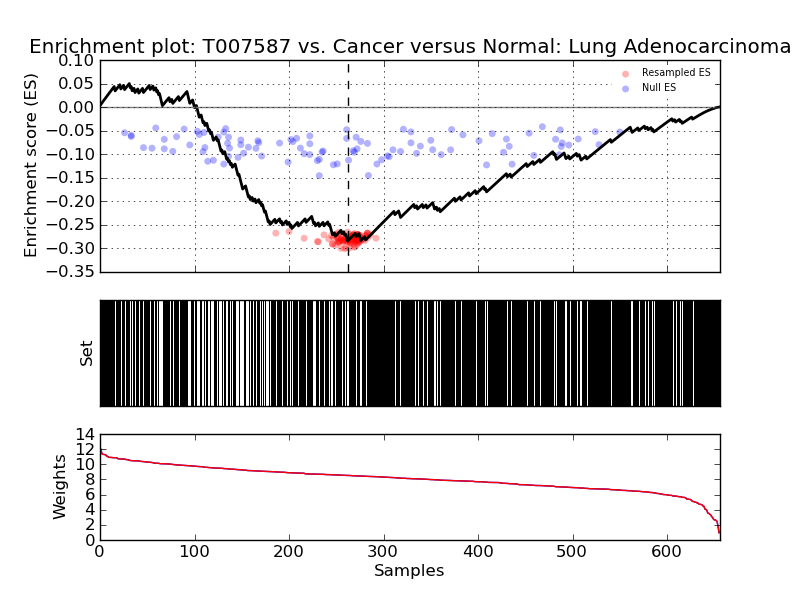 Enrichment plot: T007587 vs. Cancer versus Normal: Lung Adenocarcinoma
0.10
0.05
0.00
−0.05
−0.10
−0.15
−0.20
−0.25
−0.30
−0.35
Enrichment score (ES)
Resampled ES
Null ES
Set
14
12
10
8
6
4
2
0
Weights
0 100 200 300 400 500 600
Samples